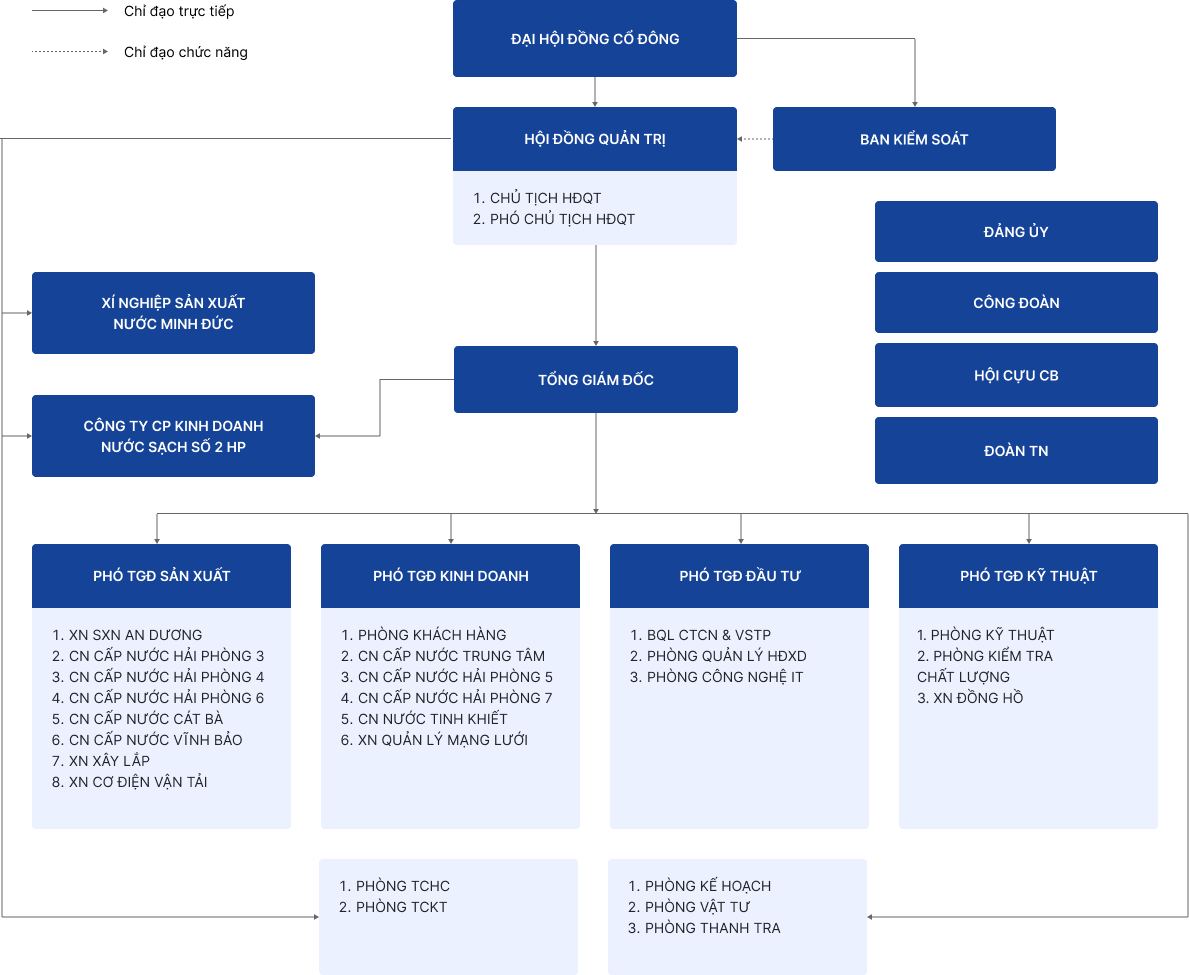 Chỉ đạo trực tiếp
Chỉ đạo chức năng
ĐẠI HỘI ĐỒNG CỔ ĐÔNG
HỘI ĐỒNG QUẢN TRỊ
1. CHỦ TỊCH HĐQT
2. PHÓ CHỦ TỊCH HĐQT
BAN KIỂM SOÁT
ĐẢNG ỦY
CÔNG ĐOÀN
HỘI CỰU CB
ĐOÀN TN
XÍ NGHIỆP SẢN XUẤT
NƯỚC MINH ĐỨC
TỔNG GIÁM ĐỐC
CÔNG TY CP KINH DOANH
NƯỚC SẠCH SỐ 2 HP
PHÓ TGĐ SẢN XUẤT
1. XN SXN AN DƯƠNG
2. CN CẤP NƯỚC HẢI PHÒNG 3
3. CN CẤP NƯỚC HẢI PHÒNG 4
4. CN CẤP NƯỚC HẢI PHÒNG 6
5. CN CẤP NƯỚC CÁT BÀ
6. CN CẤP NƯỚC VĨNH BẢO
7. XN XÂY LẮP
8. XN CƠ ĐIỆN VẬN TẢI
PHÓ TGĐ KINH DOANH
1. PHÒNG KHÁCH HÀNG
2. CN CẤP NƯỚC TRUNG TÂM
3. CN CẤP NƯỚC HẢI PHÒNG 5
4. CN CẤP NƯỚC HẢI PHÒNG 7
5. CN NƯỚC TINH KHIẾT
6. XN QUẢN LÝ MẠNG LƯỚI
PHÓ TGĐ ĐẦU TƯ
1. BQL CTCN & VSTP
2. PHÒNG QUẢN LÝ HĐXD
3. PHÒNG CÔNG NGHỆ IT
PHÓ TGĐ KỸ THUẬT
1. PHÒNG KỸ THUẬT
2. PHÒNG KIỂM TRA
CHẤT LƯỢNG
3. XN ĐỒNG HỒ
1. PHÒNG TCHC
2. PHÒNG TCKT
1. PHÒNG KẾ HOẠCH
2. PHÒNG VẬT TƯ
3. PHÒNG THANH TRA